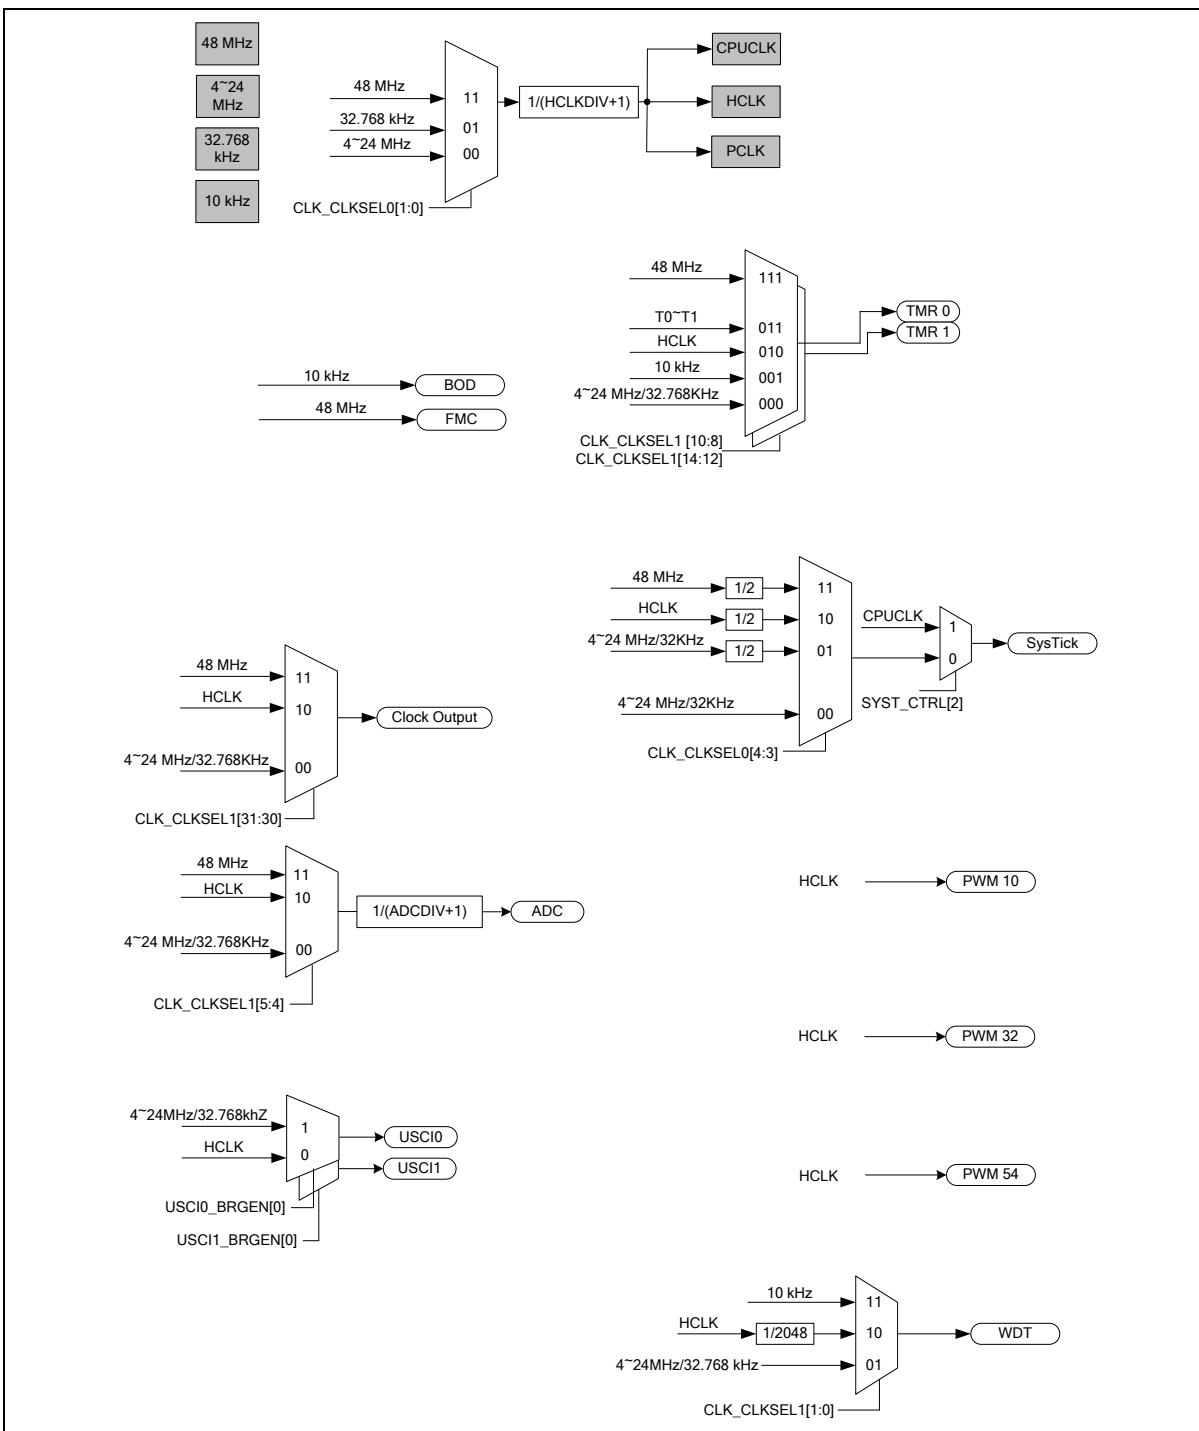 48 MHz
4~24
MHz
32.768
kHz
10 kHz
48 MHz
32.768 kHz
4~24 MHz
11
01
00
CLK_CLKSEL0[1:0]
1/(HCLKDIV+1)
CPUCLK
HCLK
PCLK
48 MHz
T0~T1
HCLK
10 kHz
4~24 MHz/32.768KHz
111
011
010
001
000
CLK_CLKSEL1 [10:8]
CLK_CLKSEL1[14:12]
TMR 0
TMR 1
10 kHz
BOD
48 MHz
FMC
48 MHz
1/2
HCLK
1/2
4~24 MHz/32KHz
1/2
4~24 MHz/32KHz
11
10
01
00
CLK_CLKSEL0[4:3]
CPUCLK
1
0
SYST_CTRL[2]
SysTick
48 MHz
HCLK
4~24 MHz/32.768KHz
11
10
00
CLK_CLKSEL1[31:30]
Clock Output
48 MHz
HCLK
4~24 MHz/32.768KHz
11
10
00
CLK_CLKSEL1[5:4]
1/(ADCDIV+1)
ADC
HCLK
PWM 10
HCLK
PWM 32
HCLK
PWM 54
4~24MHz/32.768khZ
HCLK
1
0
USCI0
USCI1
USCI0_BRGEN[0]
USCI1_BRGEN[0]
10 kHz
HCLK
1/2048
4~24MHz/32.768 kHz
11
10
01
CLK_CLKSEL1[1:0]
WDT